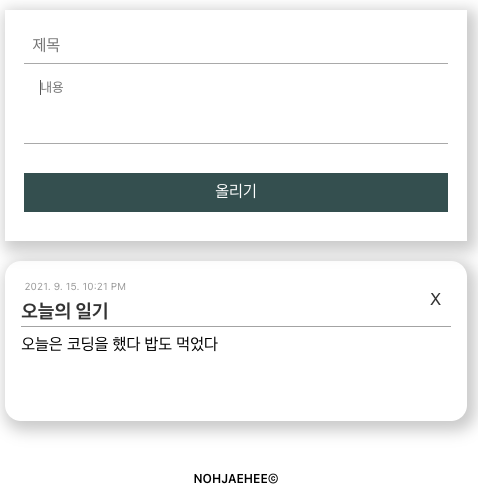 제목
내용
올리기
2021. 9. 15. 10:21 PM
오늘의 일기
X
오늘은 코딩을 했다 밥도 먹었다
NOHJAEHEE©